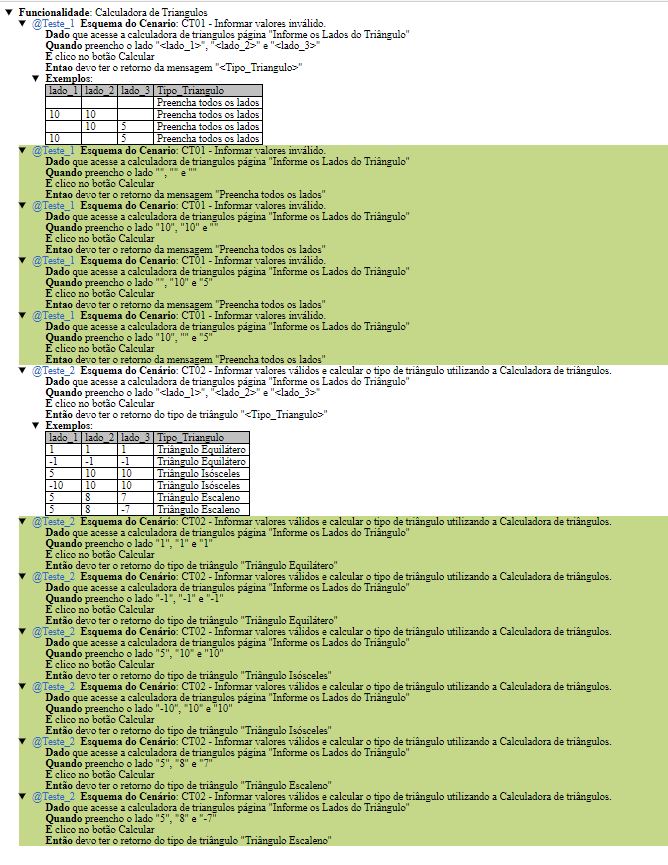 Funcionalidade: Calculadora de Triangulos
@Teste_1 Esquema do Cenario: CT01 - Informar valores inválido.
Dado que acesse a calculadora de triangulos página "Informe os Lados do Triângulo"
Quando preencho o lado "<lado_1>", "<lado_2>" e "<lado_3>"
E clico no botão Calcular
Entao devo ter o retorno da mensagem "<Tipo_Triangulo>"
Exemplos:
lado_1 lado_2 lado_3 Tipo_Triangulo
Preencha todos os lados
10 10 Preencha todos os lados
10 5 Preencha todos os lados
10 5 Preencha todos os lados
@Teste_1 Esquema do Cenario: CT01 - Informar valores inválido.
Dado que acesse a calculadora de triangulos página "Informe os Lados do Triângulo"
Quando preencho o lado "", "" e ""
E clico no botão Calcular
Entao devo ter o retorno da mensagem "Preencha todos os lados"
@Teste_1 Esquema do Cenario: CT01 - Informar valores inválido.
Dado que acesse a calculadora de triangulos página "Informe os Lados do Triângulo"
Quando preencho o lado "10", "10" e ""
E clico no botão Calcular
Entao devo ter o retorno da mensagem "Preencha todos os lados"
@Teste_1 Esquema do Cenario: CT01 - Informar valores inválido.
Dado que acesse a calculadora de triangulos página "Informe os Lados do Triângulo"
Quando preencho o lado "", "10" e "5"
E clico no botão Calcular
Entao devo ter o retorno da mensagem "Preencha todos os lados"
@Teste_1 Esquema do Cenario: CT01 - Informar valores inválido.
Dado que acesse a calculadora de triangulos página "Informe os Lados do Triângulo"
Quando preencho o lado "10", "" e "5"
E clico no botão Calcular
Entao devo ter o retorno da mensagem "Preencha todos os lados"
@Teste_2 Esquema do Cenário: CT02 - Informar valores válidos e calcular o tipo de triângulo utilizando a Calculadora de triângulos.
Dado que acesse a calculadora de triangulos página "Informe os Lados do Triângulo"
Quando preencho o lado "<lado_1>", "<lado_2>" e "<lado_3>"
E clico no botão Calcular
Então devo ter o retorno do tipo de triângulo "<Tipo_Triangulo>"
Exemplos:
lado_1 lado_2 lado_3 Tipo_Triangulo
1 1 1 Triângulo Equilátero
-1 -1 -1 Triângulo Equilátero
5 10 10 Triângulo Isósceles
-10 10 10 Triângulo Isósceles
5 8 7 Triângulo Escaleno
5 8 -7 Triângulo Escaleno
@Teste_2 Esquema do Cenário: CT02 - Informar valores válidos e calcular o tipo de triângulo utilizando a Calculadora de triângulos.
Dado que acesse a calculadora de triangulos página "Informe os Lados do Triângulo"
Quando preencho o lado "1", "1" e "1"
E clico no botão Calcular
Então devo ter o retorno do tipo de triângulo "Triângulo Equilátero"
@Teste_2 Esquema do Cenário: CT02 - Informar valores válidos e calcular o tipo de triângulo utilizando a Calculadora de triângulos.
Dado que acesse a calculadora de triangulos página "Informe os Lados do Triângulo"
Quando preencho o lado "-1", "-1" e "-1"
E clico no botão Calcular
Então devo ter o retorno do tipo de triângulo "Triângulo Equilátero"
@Teste_2 Esquema do Cenário: CT02 - Informar valores válidos e calcular o tipo de triângulo utilizando a Calculadora de triângulos.
Dado que acesse a calculadora de triangulos página "Informe os Lados do Triângulo"
Quando preencho o lado "5", "10" e "10"
E clico no botão Calcular
Então devo ter o retorno do tipo de triângulo "Triângulo Isósceles"
@Teste_2 Esquema do Cenário: CT02 - Informar valores válidos e calcular o tipo de triângulo utilizando a Calculadora de triângulos.
Dado que acesse a calculadora de triangulos página "Informe os Lados do Triângulo"
Quando preencho o lado "-10", "10" e "10"
E clico no botão Calcular
Então devo ter o retorno do tipo de triângulo "Triângulo Isósceles"
@Teste_2 Esquema do Cenário: CT02 - Informar valores válidos e calcular o tipo de triângulo utilizando a Calculadora de triângulos.
Dado que acesse a calculadora de triangulos página "Informe os Lados do Triângulo"
Quando preencho o lado "5", "8" e "7"
E clico no botão Calcular
Então devo ter o retorno do tipo de triângulo "Triângulo Escaleno"
@Teste_2 Esquema do Cenário: CT02 - Informar valores válidos e calcular o tipo de triângulo utilizando a Calculadora de triângulos.
Dado que acesse a calculadora de triangulos página "Informe os Lados do Triângulo"
Quando preencho o lado "5", "8" e "-7"
E clico no botão Calcular
Então devo ter o retorno do tipo de triângulo "Triângulo Escaleno"